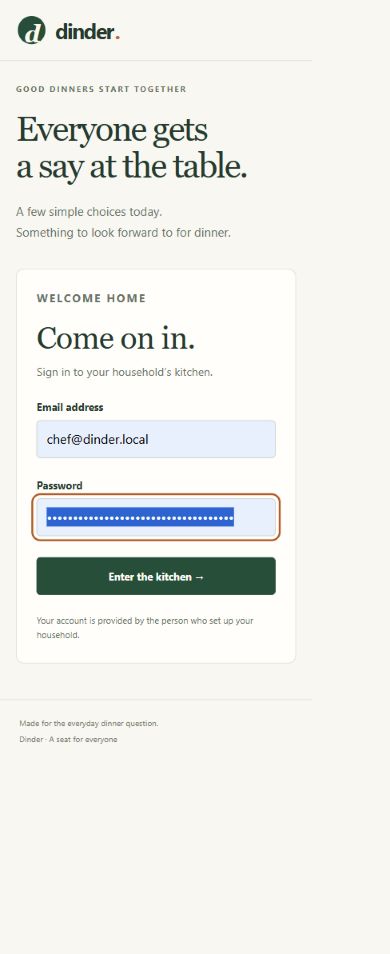 d dinder.
GOOD DINNERS START TOGETHER
Everyone gets
a say at the table.
A few simple choices today.
Something to look forward to for dinner.
WELCOME HOME
Come on in.
Sign in to your household's kitchen.
Email address
chef@dinder.local
Password
Enter the kitchen →
Your account is provided by the person who set up your
household.
Made for the everyday dinner question.
Dinder · A seat for everyone